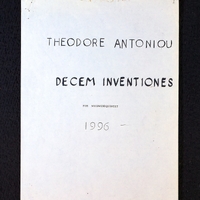 THEODORE ANTONIOU
DECEM INVENTIONES
1996 -